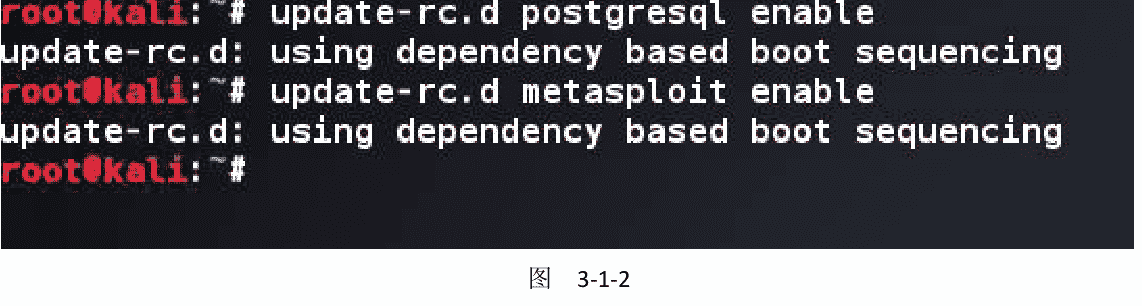 root@kali:~# update-rc.d postgresql enable
update-rc.d: using dependency based boot sequencing
root@kali:~# update-rc.d metasploit enable
update-rc.d: using dependency based boot sequencing
root@kali:~#
图 3-1-2